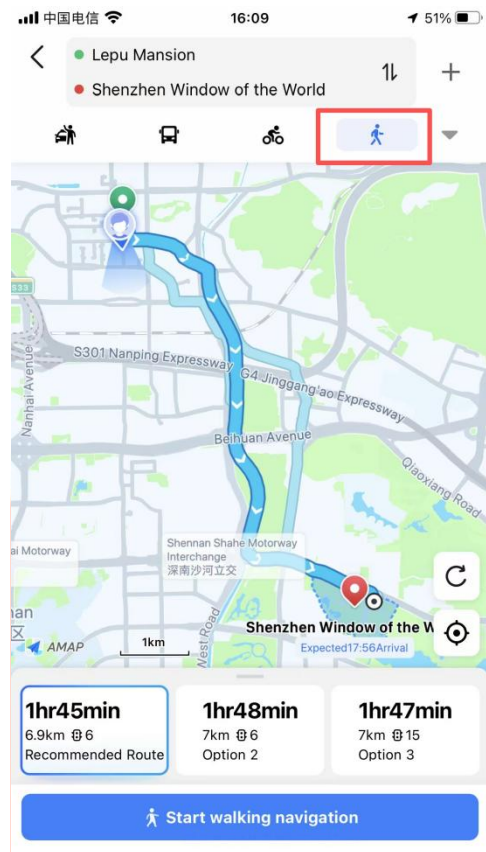 中国电信
16:09
51%
Lepu Mansion
Shenzhen Window of the World
S33
S301 Nanping Expressway
G4 Jinggang'ao Expressway
Nanhai Avenue
Beihuan Avenue
Qiaoxiang Road
ai Motorway
Shennan Shahe Motorway
Interchange
深南沙河立交
nan
区
West Road
AMAP
1km
Shenzhen Window of the W
Expected17:56Arrival
1hr45min
6.9km 6
Recommended Route
1hr48min
7km 6
Option 2
1hr47min
7km 15
Option 3
Start walking navigation